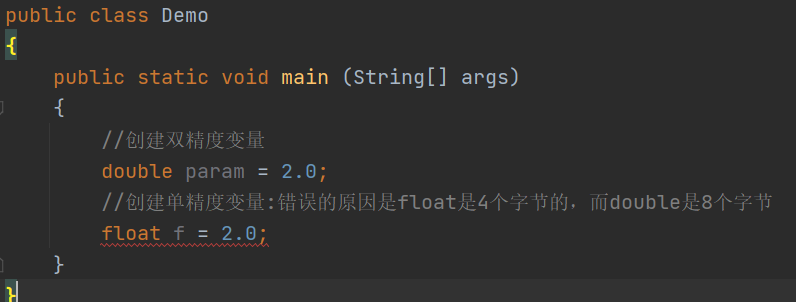 public class Demo
{
public static void main (String[] args)
{
//创建双精度变量
double param = 2.0;
//创建单精度变量:错误的原因是float是4个字节的，而double是8个字节
float f = 2.0;
}
}